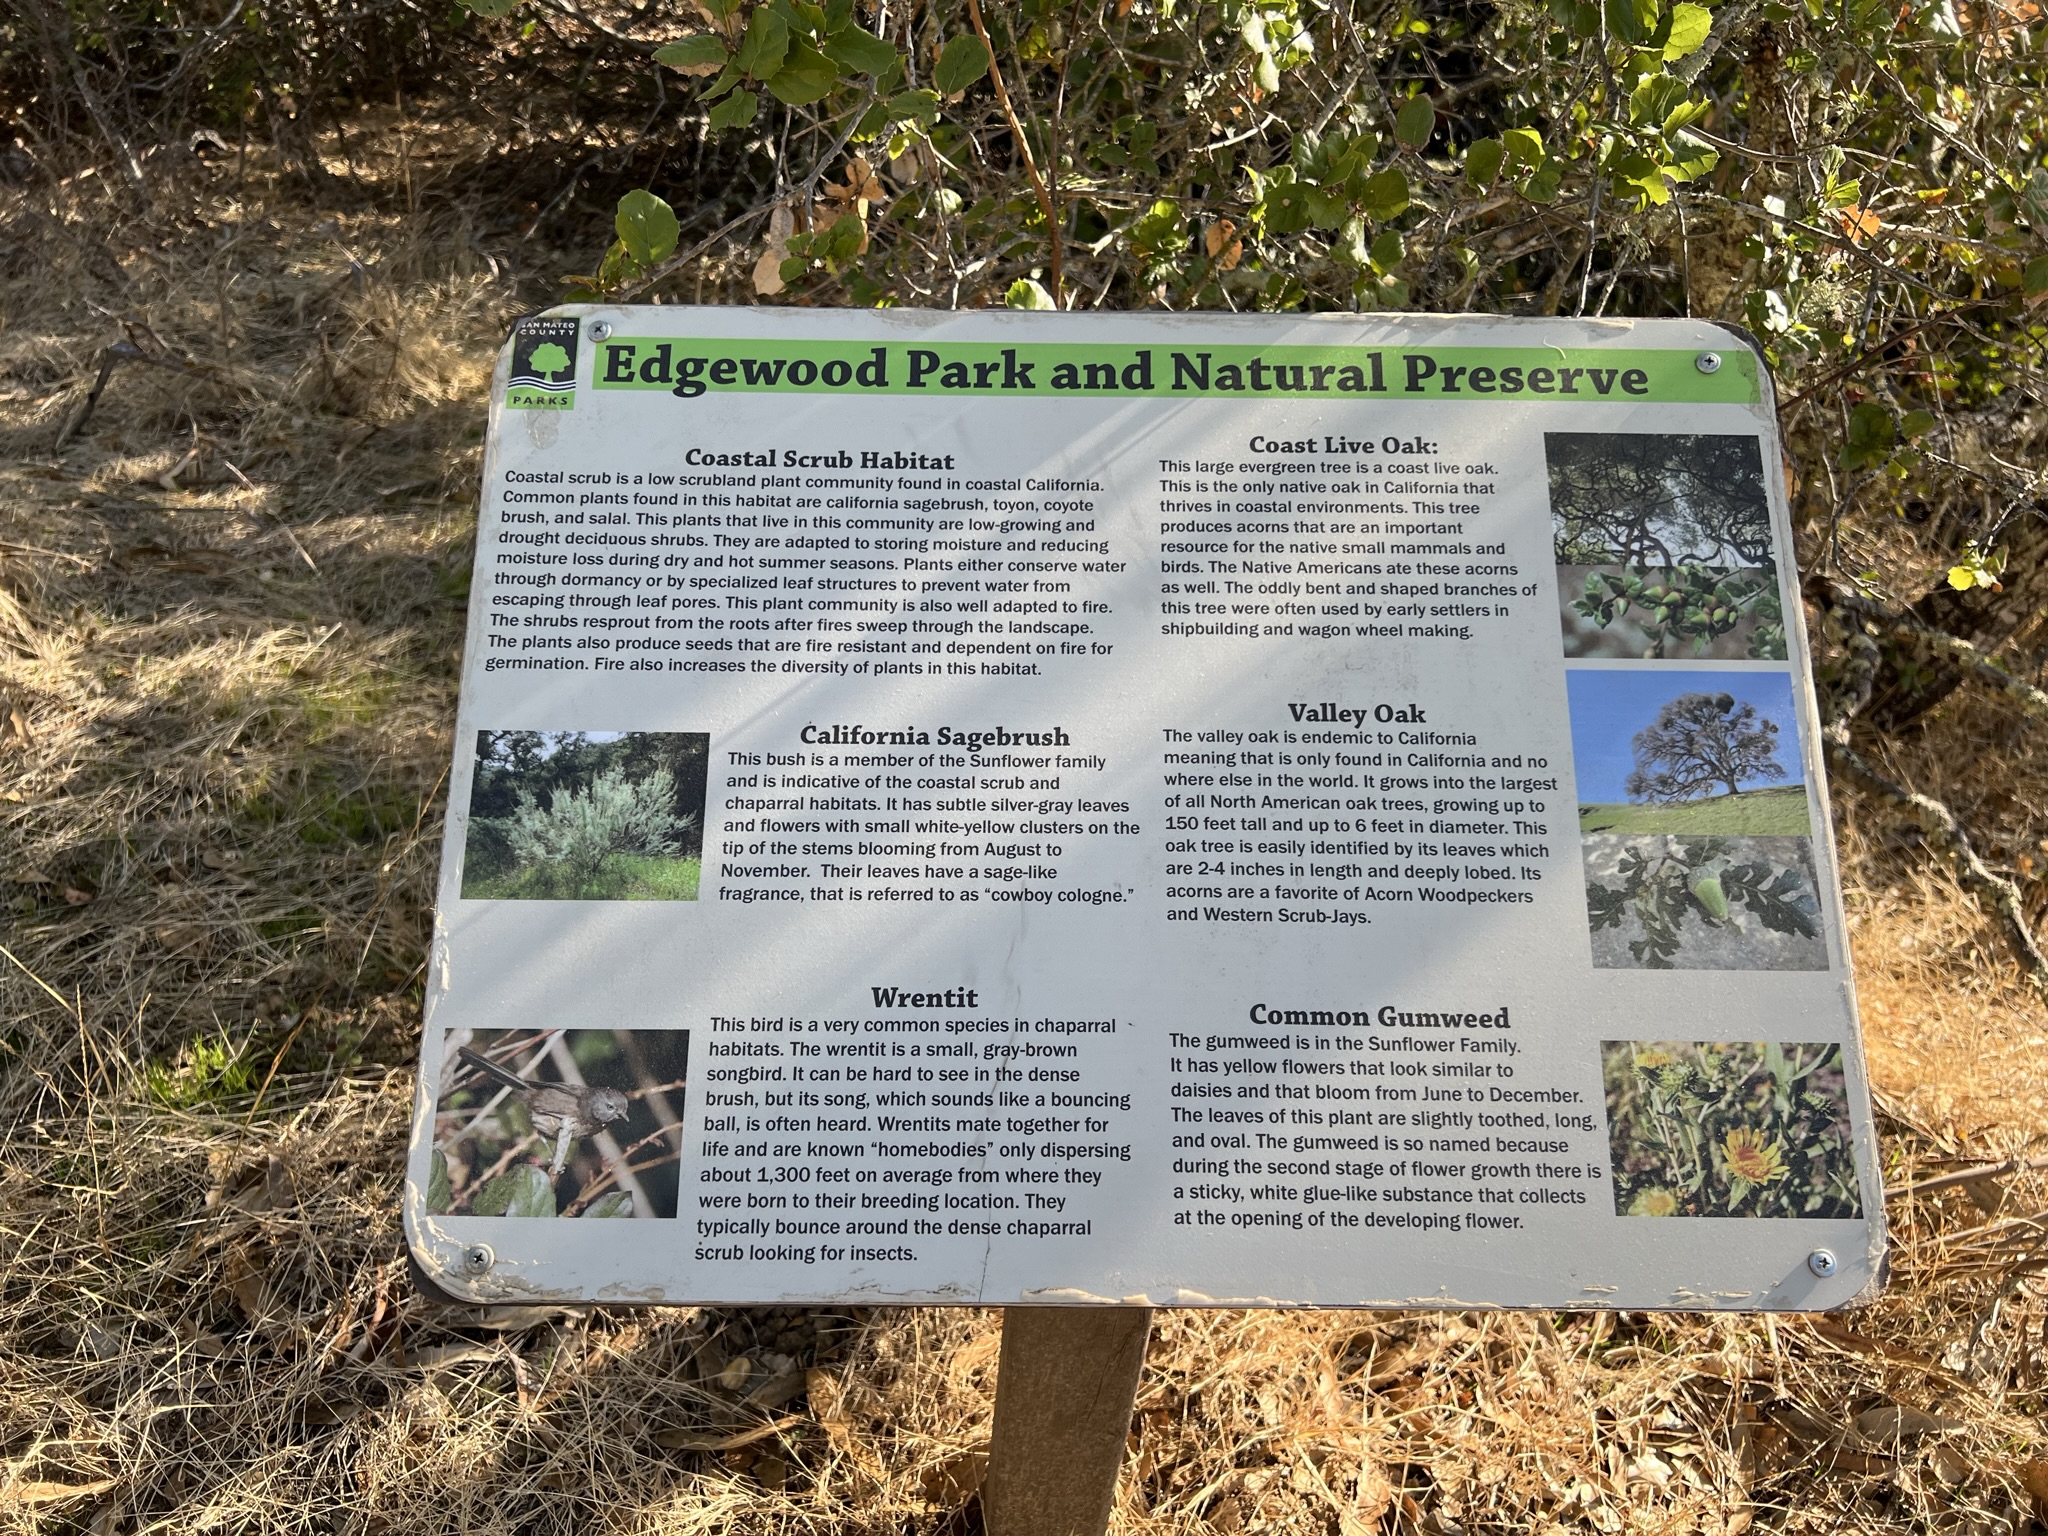 SAN MATEO
COUNTY
PARKS
Edgewood Park and Natural Preserve
Coastal Scrub Habitat
Coastal scrub is a low scrubland plant community found in coastal California.
Common plants found in this habitat are california sagebrush, toyon, coyote
brush, and salal. This plants that live in this community are low-growing and
drought deciduous shrubs. They are adapted to storing moisture and reducing
moisture loss during dry and hot summer seasons. Plants either conserve water
through dormancy or by specialized leaf structures to prevent water from
escaping through leaf pores. This plant community is also well adapted to fire.
The shrubs resprout from the roots after fires sweep through the landscape.
The plants also produce seeds that are fire resistant and dependent on fire for
germination. Fire also increases the diversity of plants in this habitat.
California Sagebrush
This bush is a member of the Sunflower family
and is indicative of the coastal scrub and
chaparral habitats. It has subtle silver-gray leaves
and flowers with small white-yellow clusters on the
tip of the stems blooming from August to
November. Their leaves have a sage-like
fragrance, that is referred to as “cowboy cologne.”
Wrentit
This bird is a very common species in chaparral
habitats. The wrentit is a small, gray-brown
songbird. It can be hard to see in the dense
brush, but its song, which sounds like a bouncing
ball, is often heard. Wrentits mate together for
life and are known “homebodies” only dispersing
about 1,300 feet on average from where they
were born to their breeding location. They
typically bounce around the dense chaparral
scrub looking for insects.
Coast Live Oak:
This large evergreen tree is a coast live oak.
This is the only native oak in California that
thrives in coastal environments. This tree
produces acorns that are an important
resource for the native small mammals and
birds. The Native Americans ate these acorns
as well. The oddly bent and shaped branches of
this tree were often used by early settlers in
shipbuilding and wagon wheel making.
Valley Oak
The valley oak is endemic to California
meaning that is only found in California and no
where else in the world. It grows into the largest
of all North American oak trees, growing up to
150 feet tall and up to 6 feet in diameter. This
oak tree is easily identified by its leaves which
are 2-4 inches in length and deeply lobed. Its
acorns are a favorite of Acorn Woodpeckers
and Western Scrub-Jays.
Common Gumweed
The gumweed is in the Sunflower Family.
It has yellow flowers that look similar to
daisies and that bloom from June to December.
The leaves of this plant are slightly toothed, long,
and oval. The gumweed is so named because
during the second stage of flower growth there is
a sticky, white glue-like substance that collects
at the opening of the developing flower.